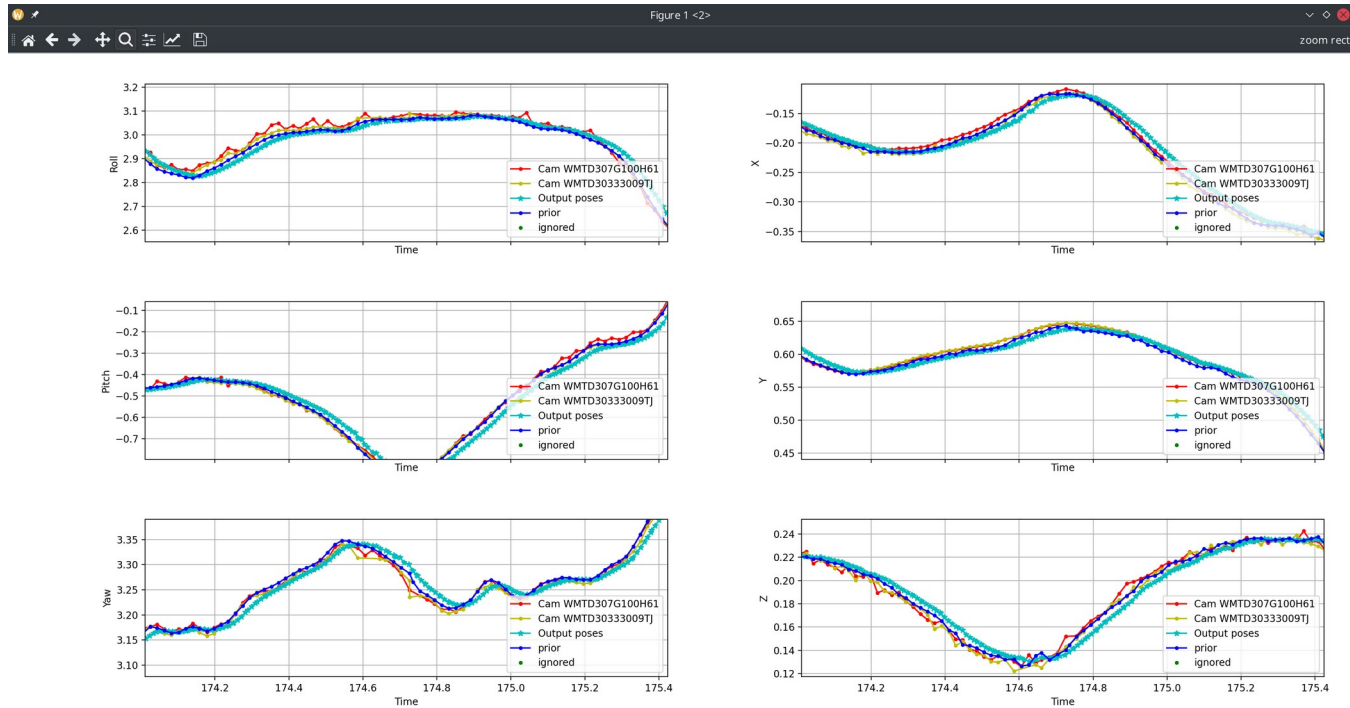 Figure 1 <2>
zoom rect
3.2
3.1
3.0
2.9
2.8
2.7
2.6
Roll
Time
Cam WMTD307G100H61
Cam WMTD30333009TJ
Output poses
prior
ignored
−0.15
−0.20
−0.25
−0.30
−0.35
X
Time
Cam WMTD307G100H61
Cam WMTD30333009TJ
Output poses
prior
ignored
−0.1
−0.2
−0.3
−0.4
−0.5
−0.6
−0.7
Pitch
Time
Cam WMTD307G100H61
Cam WMTD30333009TJ
Output poses
prior
ignored
0.65
0.60
0.55
0.50
0.45
Y
Time
Cam WMTD307G100H61
Cam WMTD30333009TJ
Output poses
prior
ignored
3.35
3.30
3.25
3.20
3.15
3.10
Yaw
174.2 174.4 174.6 174.8 175.0 175.2 175.4
Time
Cam WMTD307G100H61
Cam WMTD30333009TJ
Output poses
prior
ignored
0.24
0.22
0.20
0.18
0.16
0.14
0.12
Z
174.2 174.4 174.6 174.8 175.0 175.2 175.4
Time
Cam WMTD307G100H61
Cam WMTD30333009TJ
Output poses
prior
ignored